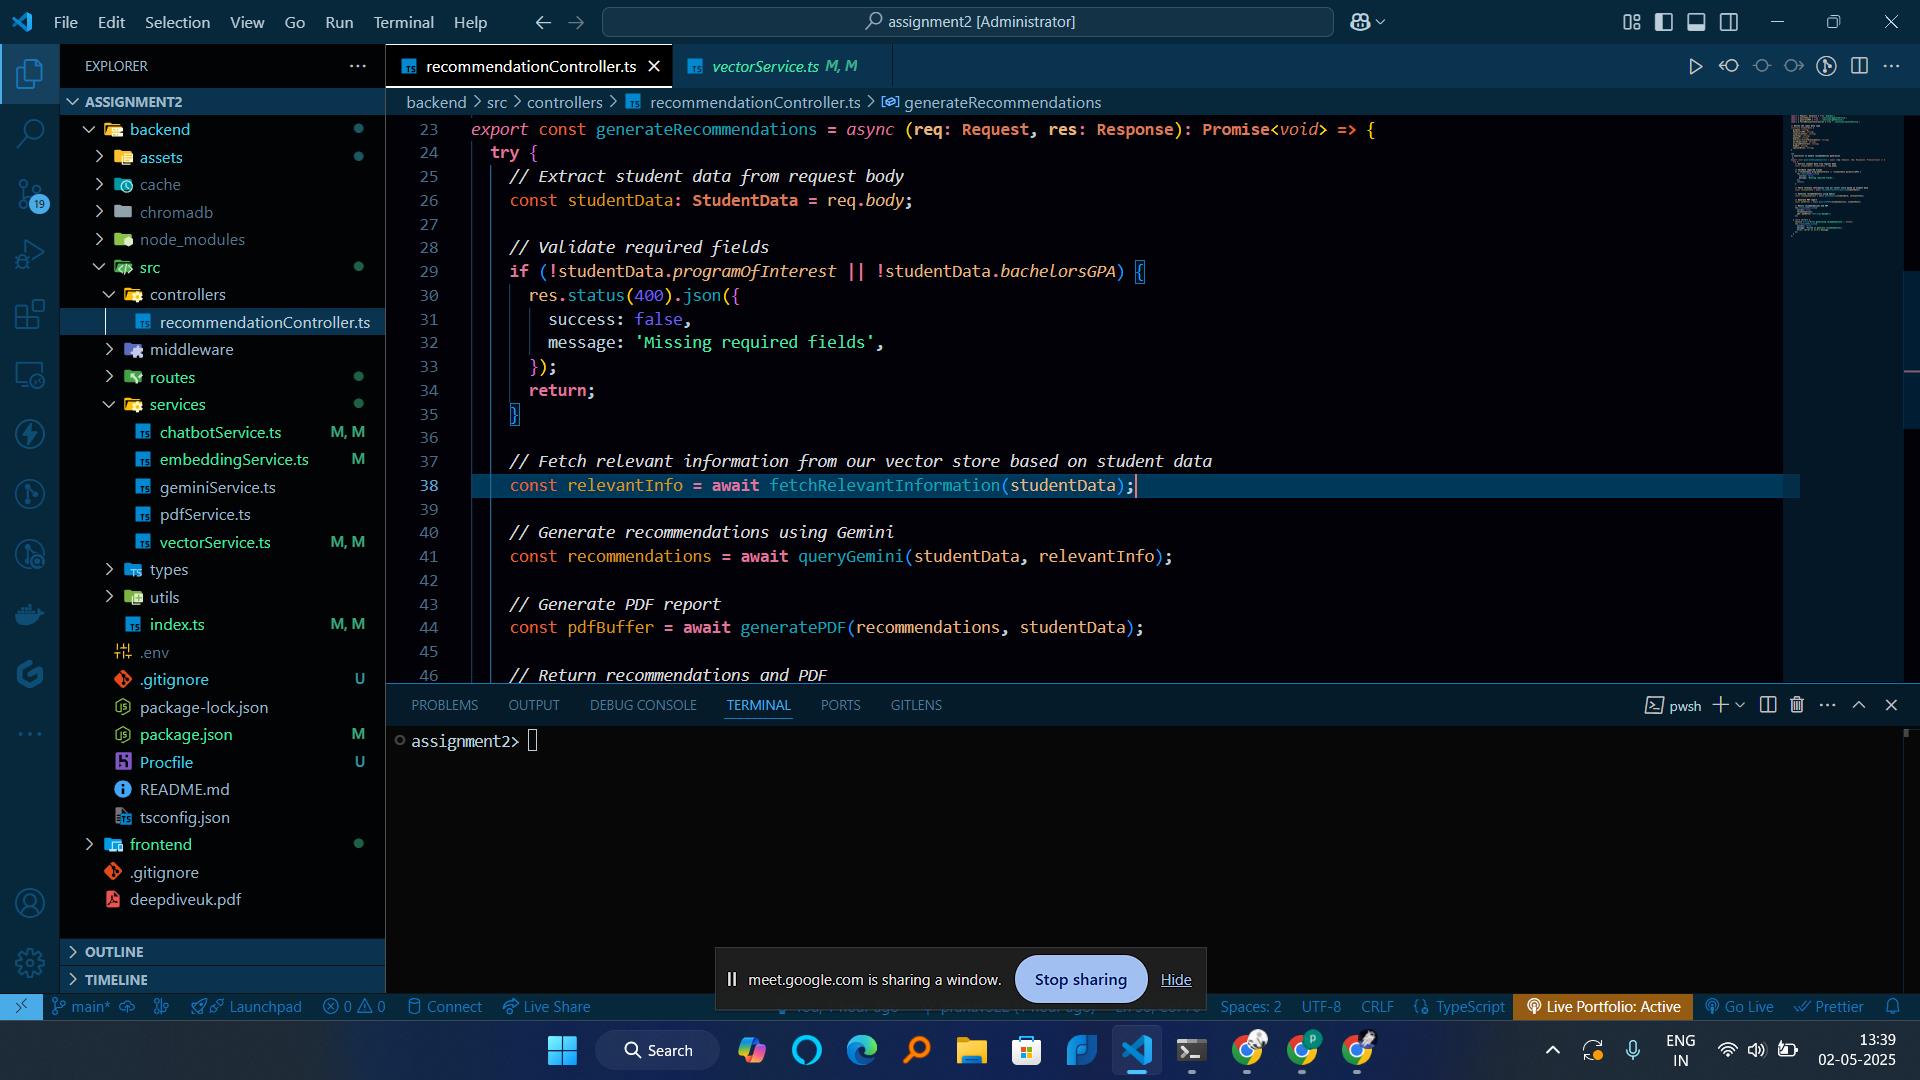 File Edit Selection View Go Run Terminal Help
assignment2 [Administrator]
EXPLORER
recommendationController.ts
vectorService.ts M, M
ASSIGNMENT2
backend > src > controllers > recommendationController.ts > generateRecommendations
backend
assets
cache
chromadb
node_modules
src
controllers
recommendationController.ts
middleware
routes
services
chatbotService.ts M, M
embeddingService.ts M
geminiService.ts
pdfService.ts
vectorService.ts M, M
types
utils
index.ts M, M
.env
.gitignore U
package-lock.json
package.json M
Procfile U
README.md
tsconfig.json
frontend
.gitignore
deepdiveuk.pdf
OUTLINE
TIMELINE
19
23 export const generateRecommendations = async (req: Request, res: Response): Promise<void> => {
24 try {
25 // Extract student data from request body
26 const studentData: StudentData = req.body;
27
28 // Validate required fields
29 if (!studentData.programOfInterest || !studentData.bachelorsGPA) {
30 res.status(400).json({
31 success: false,
32 message: 'Missing required fields',
33 });
34 return;
35 }
36
37 // Fetch relevant information from our vector store based on student data
38 const relevantInfo = await fetchRelevantInformation(studentData);
39
40 // Generate recommendations using Gemini
41 const recommendations = await queryGemini(studentData, relevantInfo);
42
43 // Generate PDF report
44 const pdfBuffer = await generatePDF(recommendations, studentData);
45
46 // Return recommendations and PDF
PROBLEMS OUTPUT DEBUG CONSOLE TERMINAL PORTS GITLENS
pwsh
assignment2>
meet.google.com is sharing a window. Stop sharing Hide
main* Launchpad 0 0 Connect Live Share
Spaces: 2 UTF-8 CRLF TypeScript Live Portfolio: Active Go Live Prettier
Search
ENG
IN
13:39
02-05-2025